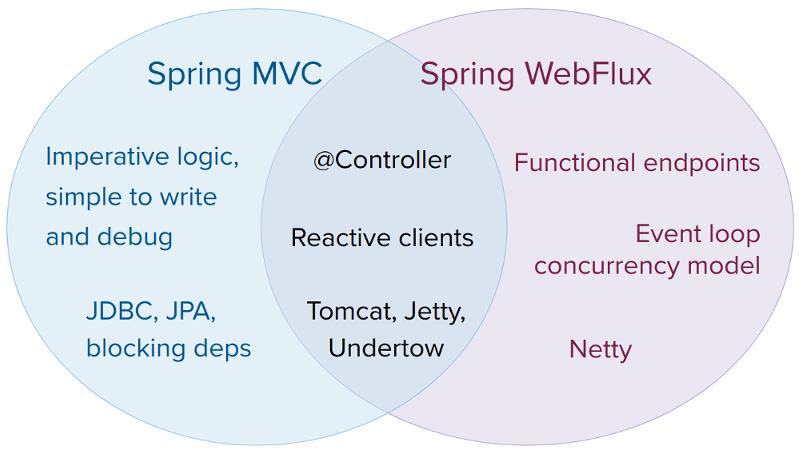 Spring MVC
Spring WebFlux
Imperative logic,
simple to write
and debug
JDBC, JPA,
blocking deps
@Controller
Reactive clients
Tomcat, Jetty,
Undertow
Functional endpoints
Event loop
concurrency model
Netty